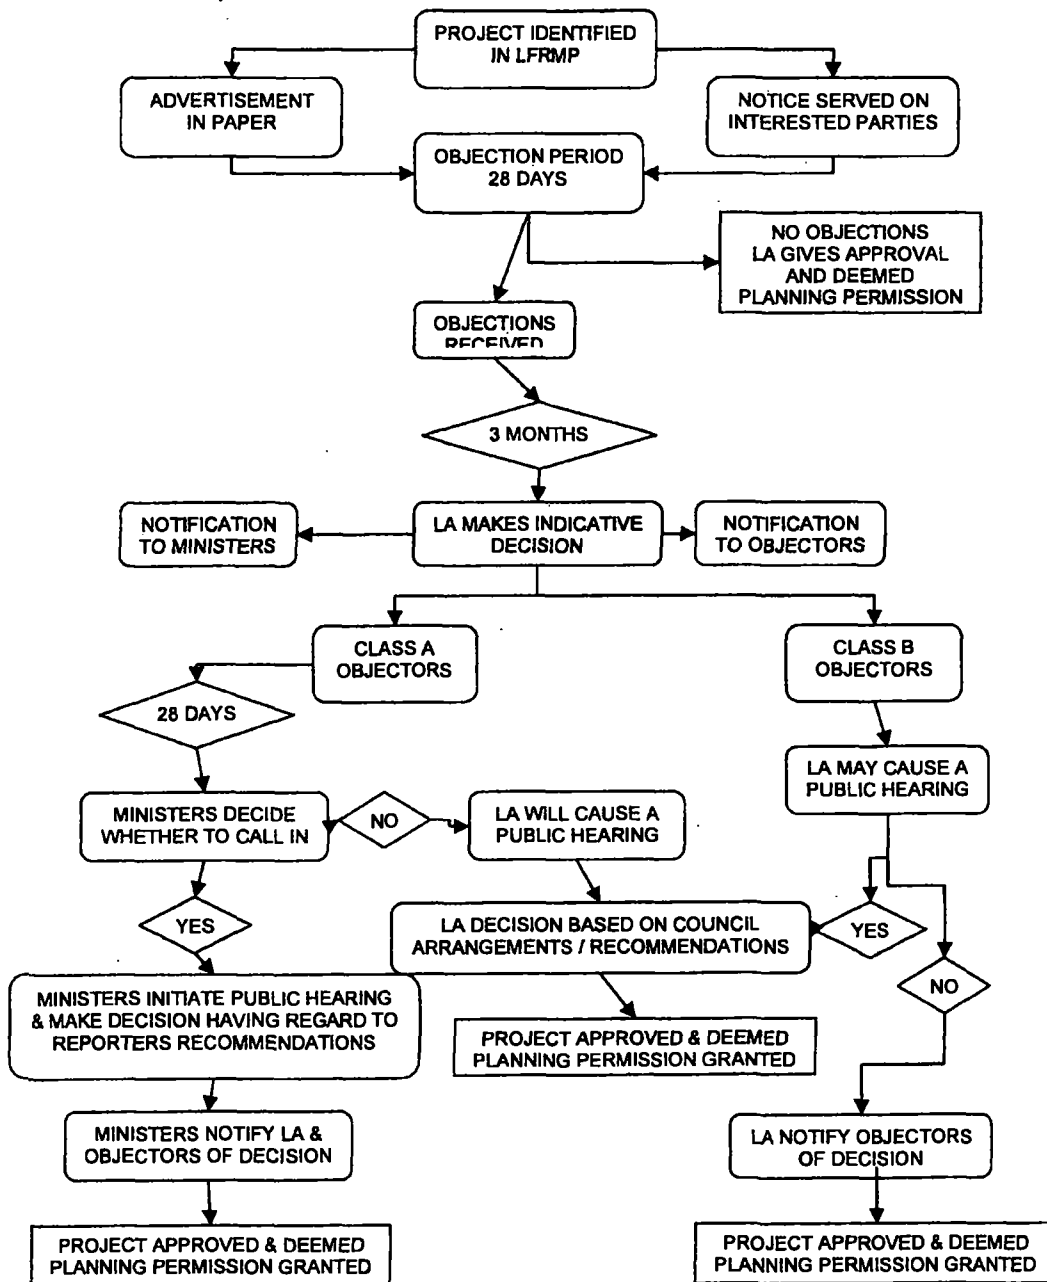 PROJECT IDENTIFIED
IN LFRMP
ADVERTISEMENT
IN PAPER
NOTICE SERVED ON
INTERESTED PARTIES
OBJECTION PERIOD
28 DAYS
NO OBJECTIONS
LA GIVES APPROVAL
AND DEEMED
PLANNING PERMISSION
OBJECTIONS
RECEIVED
3 MONTHS
NOTIFICATION
TO MINISTERS
LA MAKES INDICATIVE
DECISION
NOTIFICATION
TO OBJECTORS
CLASS A
OBJECTORS
CLASS B
OBJECTORS
28 DAYS
LA MAY CAUSE A
PUBLIC HEARING
MINISTERS DECIDE
WHETHER TO CALL IN
NO
LA WILL CAUSE A
PUBLIC HEARING
YES
LA DECISION BASED ON COUNCIL
ARRANGEMENTS / RECOMMENDATIONS
YES
NO
MINISTERS INITIATE PUBLIC HEARING
& MAKE DECISION HAVING REGARD TO
REPORTERS RECOMMENDATIONS
PROJECT APPROVED & DEEMED
PLANNING PERMISSION GRANTED
MINISTERS NOTIFY LA &
OBJECTORS OF DECISION
LA NOTIFY OBJECTORS
OF DECISION
PROJECT APPROVED & DEEMED
PLANNING PERMISSION GRANTED
PROJECT APPROVED & DEEMED
PLANNING PERMISSION GRANTED